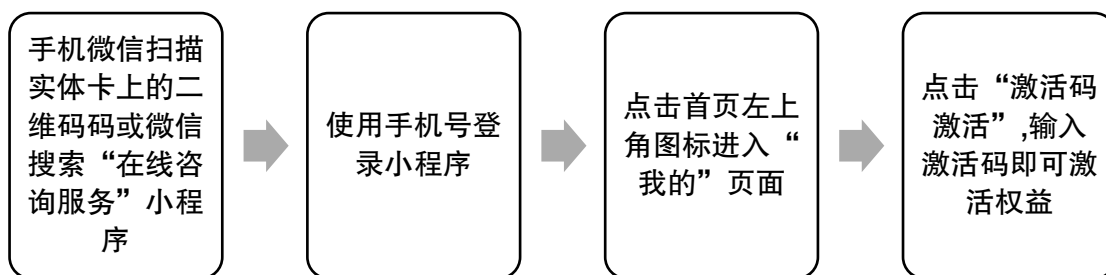 手机微信扫描
实体卡上的二
维码码或微信
搜索“在线咨
询服务”小程
序
使用手机号登
录小程序
点击首页左上
角图标进入“
我的”页面
点击“激活码
激活”,输入
激活码即可激
活权益